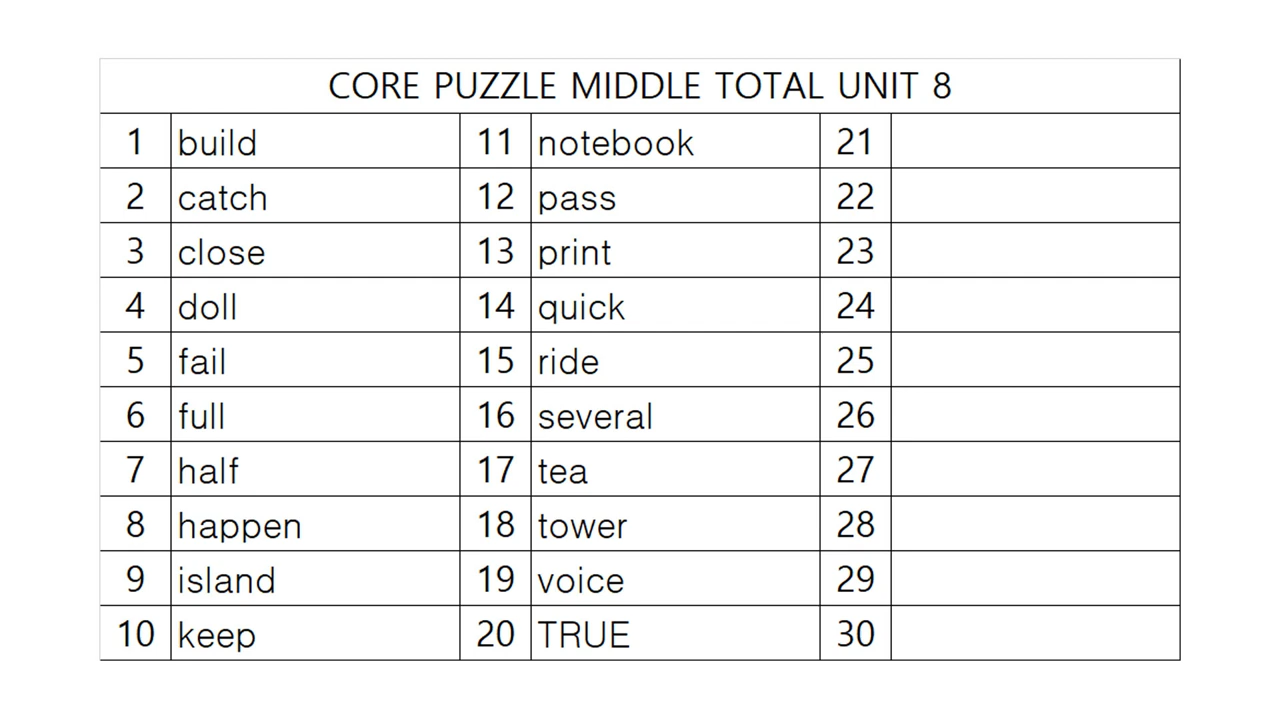 CORE PUZZLE MIDDLE TOTAL UNIT 8
1 build 11 notebook 21
2 catch 12 pass 22
3 close 13 print 23
4 doll 14 quick 24
5 fail 15 ride 25
6 full 16 several 26
7 half 17 tea 27
8 happen 18 tower 28
9 island 19 voice 29
10 keep 20 TRUE 30